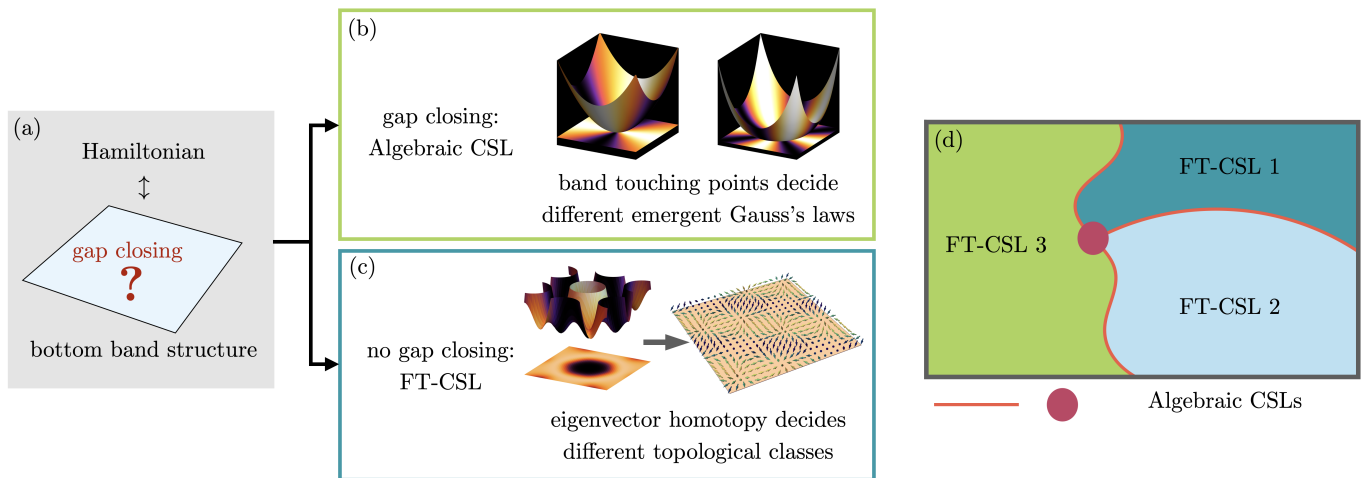 (a)
Hamiltonian
↕
gap closing
?
bottom band structure
(b)
gap closing:
Algebraic CSL
band touching points decide
different emergent Gauss's laws
(c)
no gap closing:
FT-CSL
eigenvector homotopy decides
different topological classes
(d)
FT-CSL 1
FT-CSL 3
FT-CSL 2
Algebraic CSLs